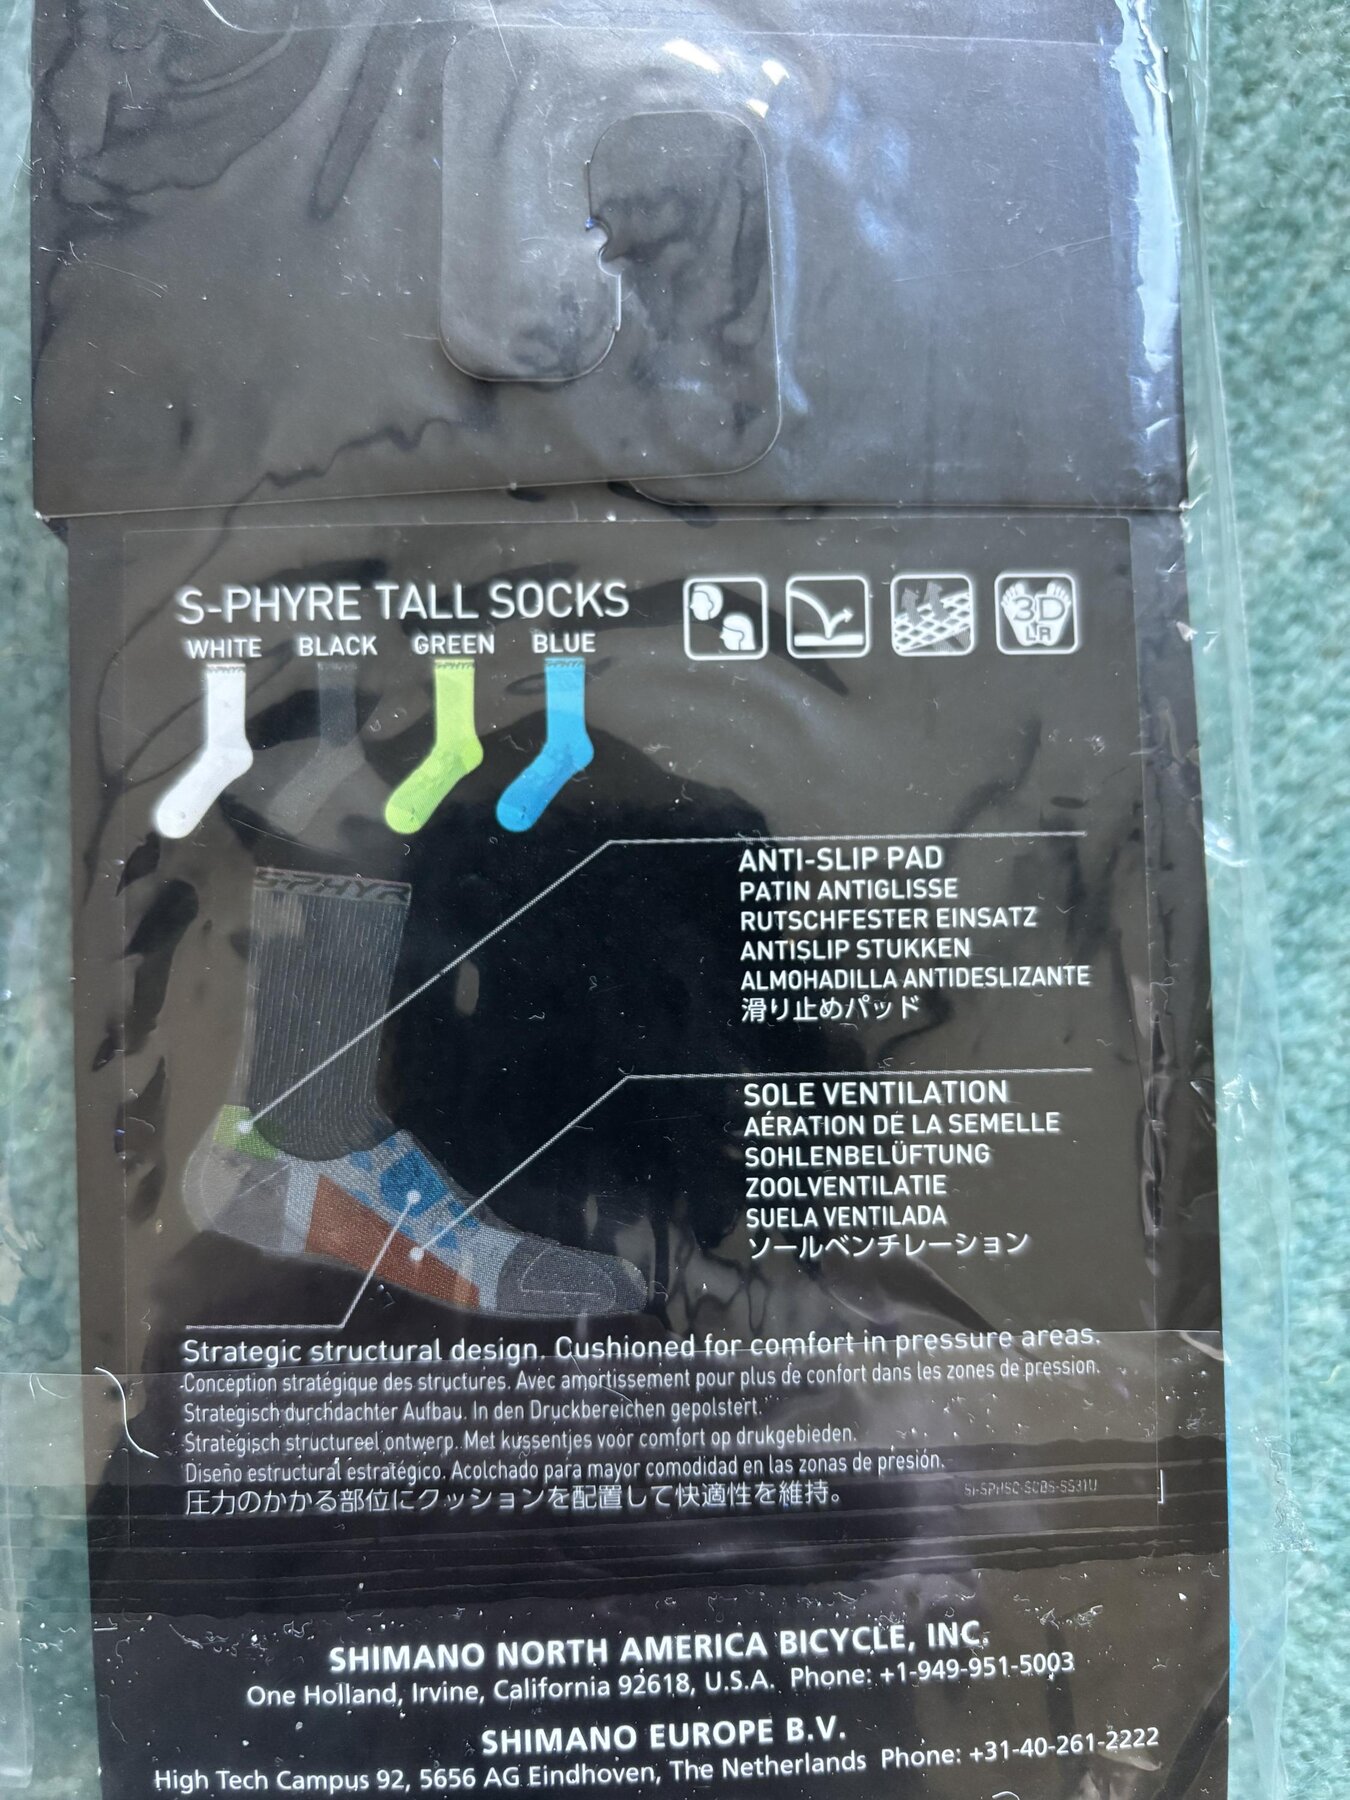 S-PHYRE TALL SOCKS
WHITE BLACK GREEN BLUE
3D
L/R
S-PHYR
ANTI-SLIP PAD
PATIN ANTIGLISSE
RUTSCHFESTER EINSATZ
ANTISLIP STUKKEN
ALMOHADILLA ANTIDESLIZANTE
滑り止めパッド
SOLE VENTILATION
AÉRATION DE LA SEMELLE
SOHLENBELÜFTUNG
ZOOLVENTILATIE
SUELA VENTILADA
ソールベンチレーション
Strategic structural design. Cushioned for comfort in pressure areas.
Conception stratégique des structures. Avec amortissement pour plus de confort dans les zones de pression.
Strategisch durchdachter Aufbau. In den Druckbereichen gepolstert.
Strategisch structureel ontwerp. Met kussentjes voor comfort op drukgebieden.
Diseño estructural estratégico. Acolchado para mayor comodidad en las zonas de presión.
圧力のかかる部位にクッションを配置して快適性を維持。
SHIMANO NORTH AMERICA BICYCLE, INC.
One Holland, Irvine, California 92618, U.S.A. Phone: +1-949-951-5003
SHIMANO EUROPE B.V.
High Tech Campus 92, 5656 AG Eindhoven, The Netherlands Phone: +31-40-261-2222